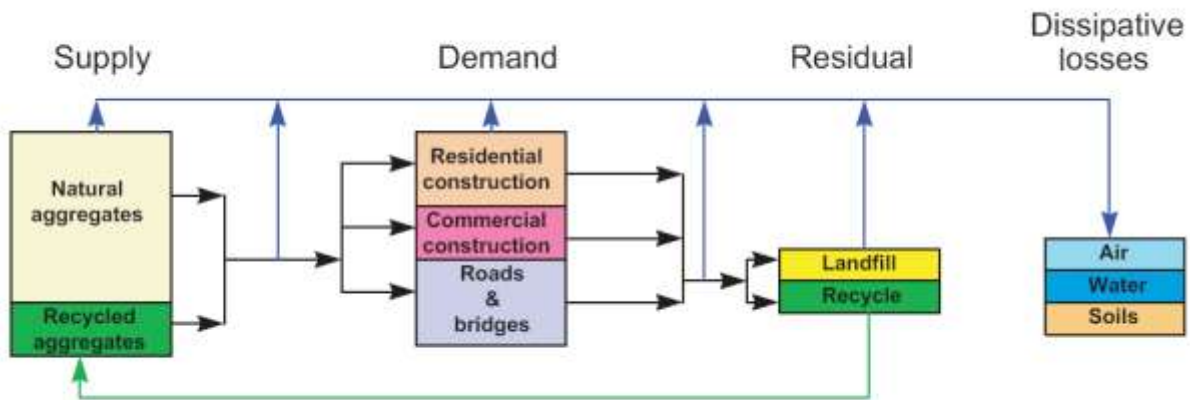 Supply
Demand
Residual
Dissipative
losses
Natural
aggregates
Recycled
aggregates
Residential
construction
Commercial
construction
Roads
&
bridges
Landfill
Recycle
Air
Water
Soils